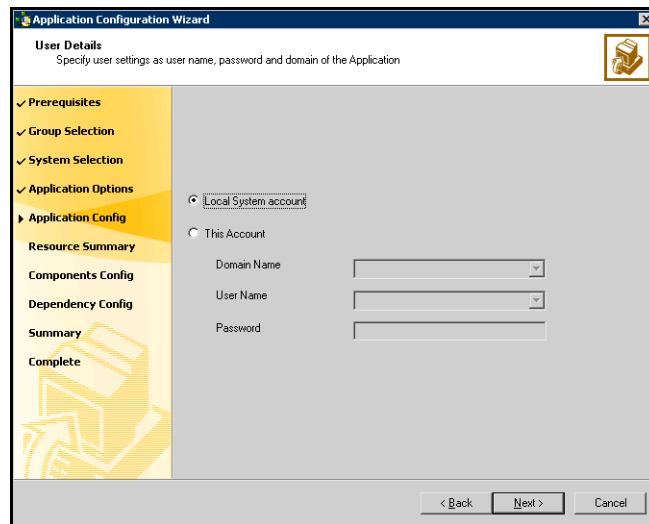 Application Configuration Wizard
User Details
Specify user settings as user name, password and domain of the Application
Prerequisites
Group Selection
System Selection
Application Options
Application Config
Resource Summary
Components Config
Dependency Config
Summary
Complete
Local System account
This Account
Domain Name
User Name
Password
< Back
Next >
Cancel